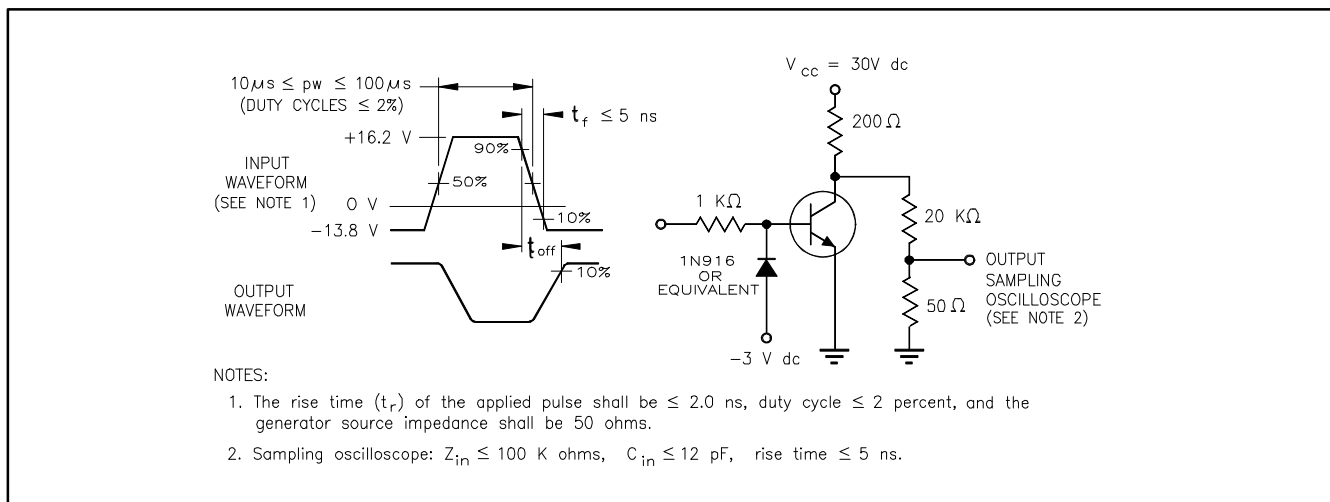 10μs ≤ pw ≤ 100μs
(DUTY CYCLES ≤ 2%)
t_f ≤ 5 ns
+16.2 V
90%
INPUT
WAVEFORM
(SEE NOTE 1)
50%
0 V
10%
−13.8 V
t_off
10%
OUTPUT
WAVEFORM
V_cc = 30V dc
200Ω
1 KΩ
20 KΩ
1N916
OR
EQUIVALENT
OUTPUT
SAMPLING
OSCILLOSCOPE
(SEE NOTE 2)
50Ω
−3 V dc
NOTES:
1. The rise time (t_r) of the applied pulse shall be ≤ 2.0 ns, duty cycle ≤ 2 percent, and the
generator source impedance shall be 50 ohms.
2. Sampling oscilloscope: Z_in ≤ 100 K ohms, C_in ≤ 12 pF, rise time ≤ 5 ns.